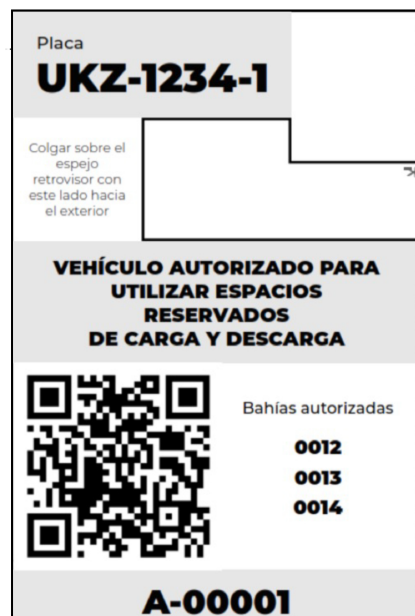 Placa
UKZ-1234-1
Colgar sobre el
espejo
retrovisor con
este lado hacia
el exterior
VEHÍCULO AUTORIZADO PARA
UTILIZAR ESPACIOS
RESERVADOS
DE CARGA Y DESCARGA
Bahías autorizadas
0012
0013
0014
A-00001